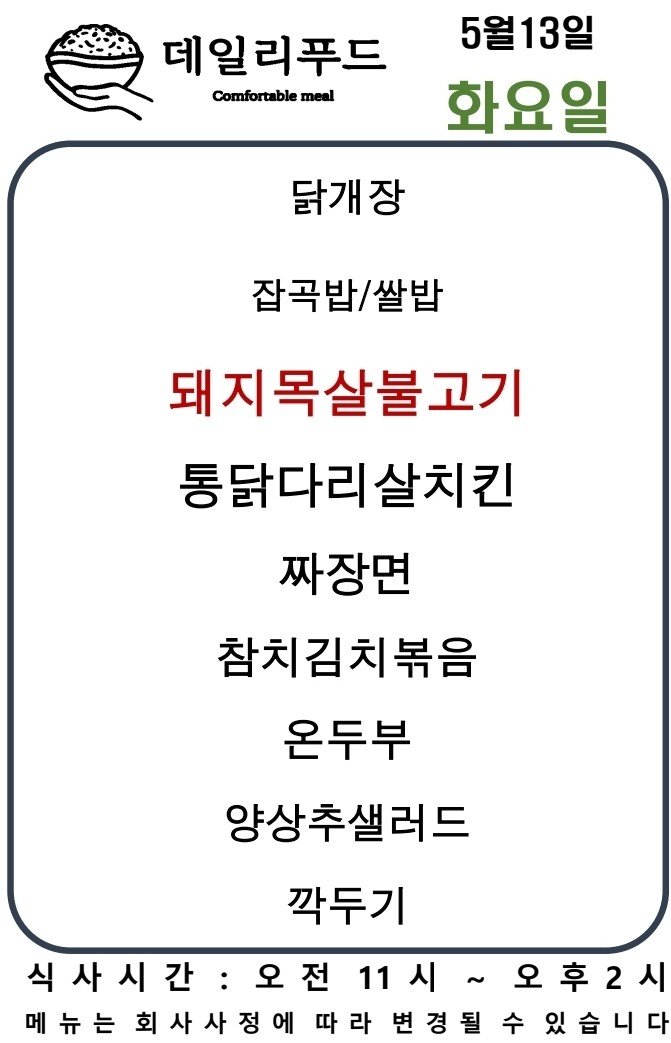 데일리푸드
Comfortable meal
5월13일
화요일
닭개장
잡곡밥/쌀밥
돼지목살불고기
통닭다리살치킨
짜장면
참치김치볶음
온두부
양상추샐러드
깍두기
식사시간 : 오전 11시 ~ 오후2시
메뉴는 회사사정에 따라 변경될 수 있습니다